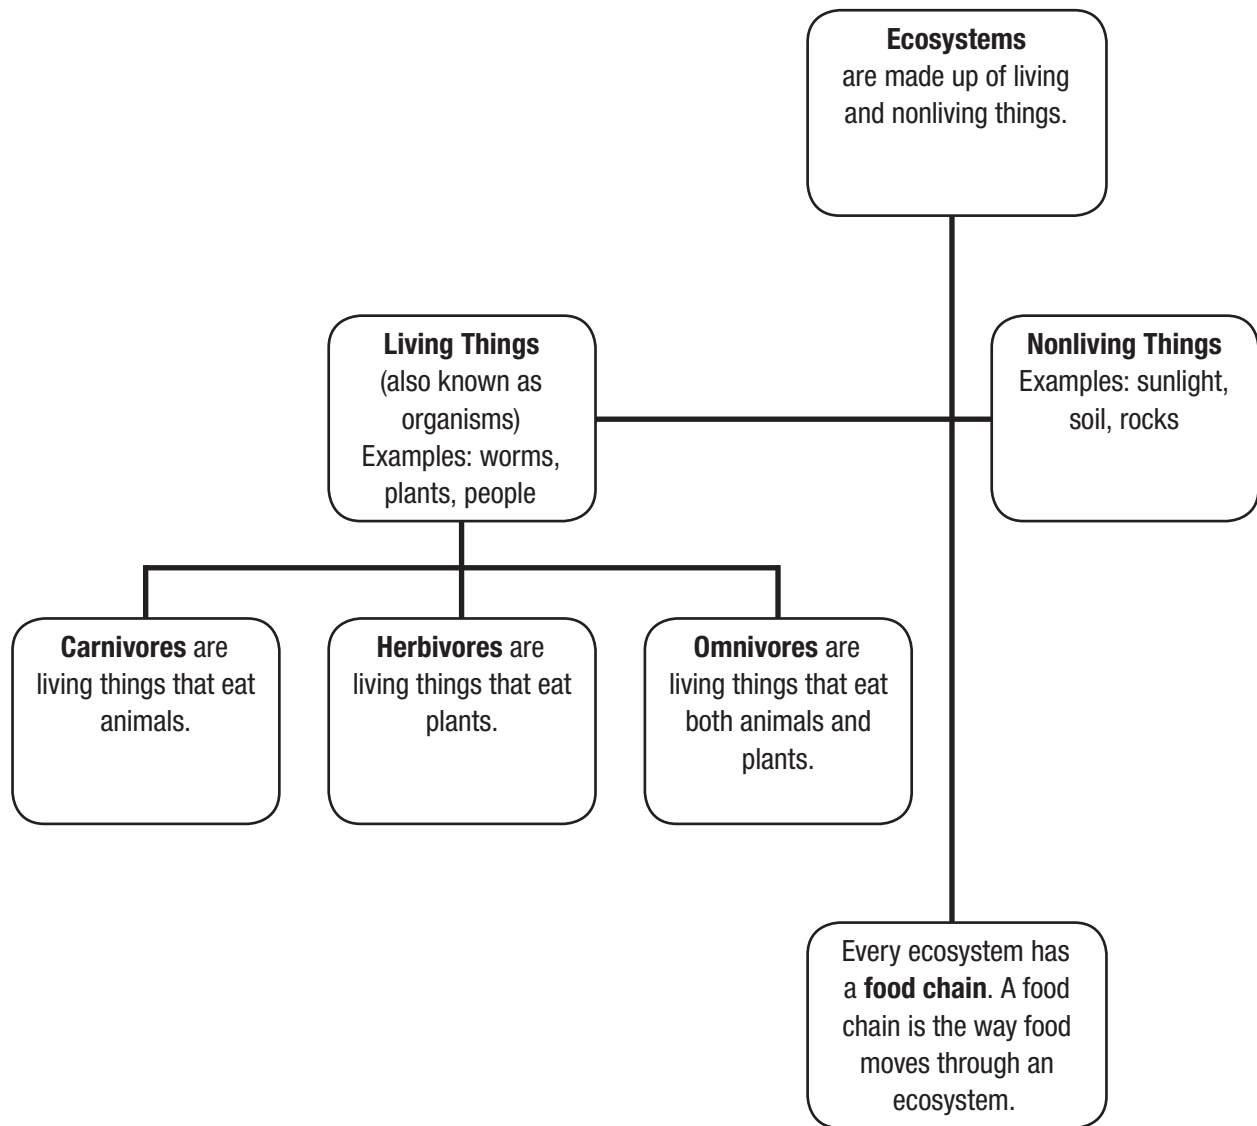 Ecosystems
are made up of living
and nonliving things.
Living Things
(also known as
organisms)
Examples: worms,
plants, people
Nonliving Things
Examples: sunlight,
soil, rocks
Carnivores are
living things that eat
animals.
Herbivores are
living things that eat
plants.
Omnivores are
living things that eat
both animals and
plants.
Every ecosystem has
a food chain. A food
chain is the way food
moves through an
ecosystem.